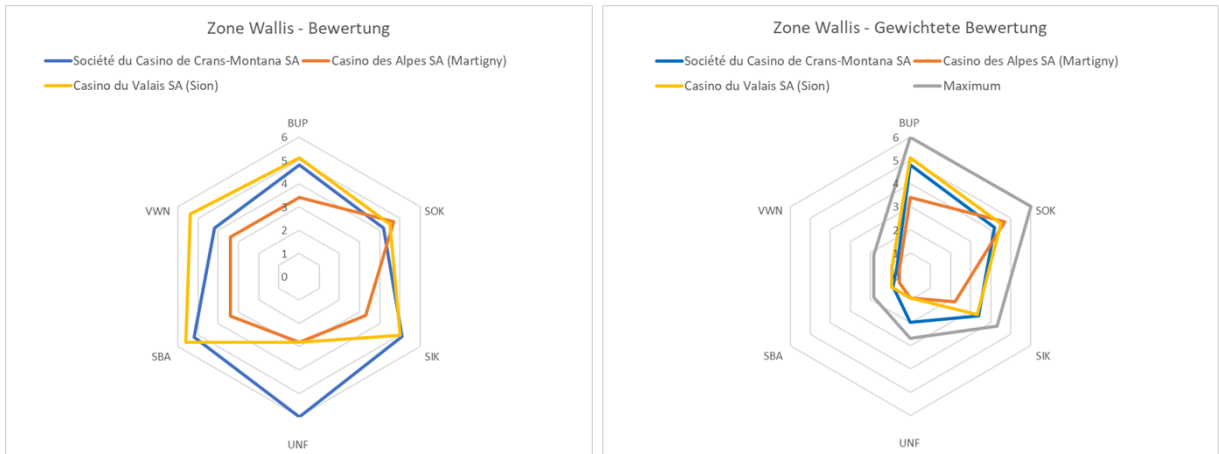 Zone Wallis - Bewertung
Société du Casino de Crans-Montana SA
Casino des Alpes SA (Martigny)
Casino du Valais SA (Sion)
BUP
6
5
4
3
2
1
0
VWN
SOK
SBA
SIK
UNF
Zone Wallis - Gewichtete Bewertung
Société du Casino de Crans-Montana SA
Casino des Alpes SA (Martigny)
Casino du Valais SA (Sion)
Maximum
BUP
6
5
4
3
2
1
0
VWN
SOK
SBA
SIK
UNF